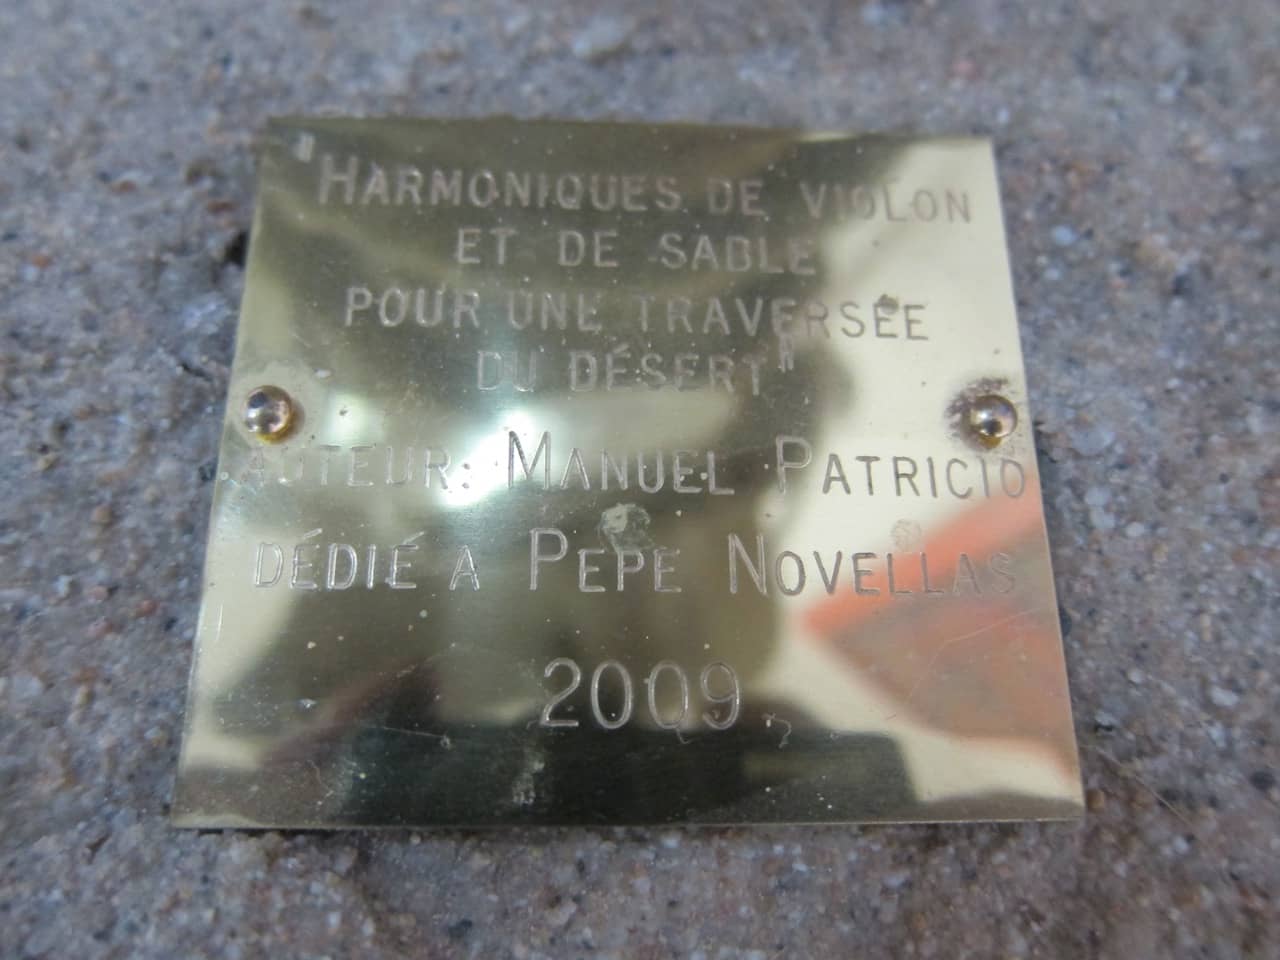 "HARMONIQUES DE VIOLON
ET DE SABLE
POUR UNE TRAVERSÉE
DU DÉSERT"
AUTEUR: MANUEL PATRICIO
DÉDIÉ A PEPE NOVELLAS
2009